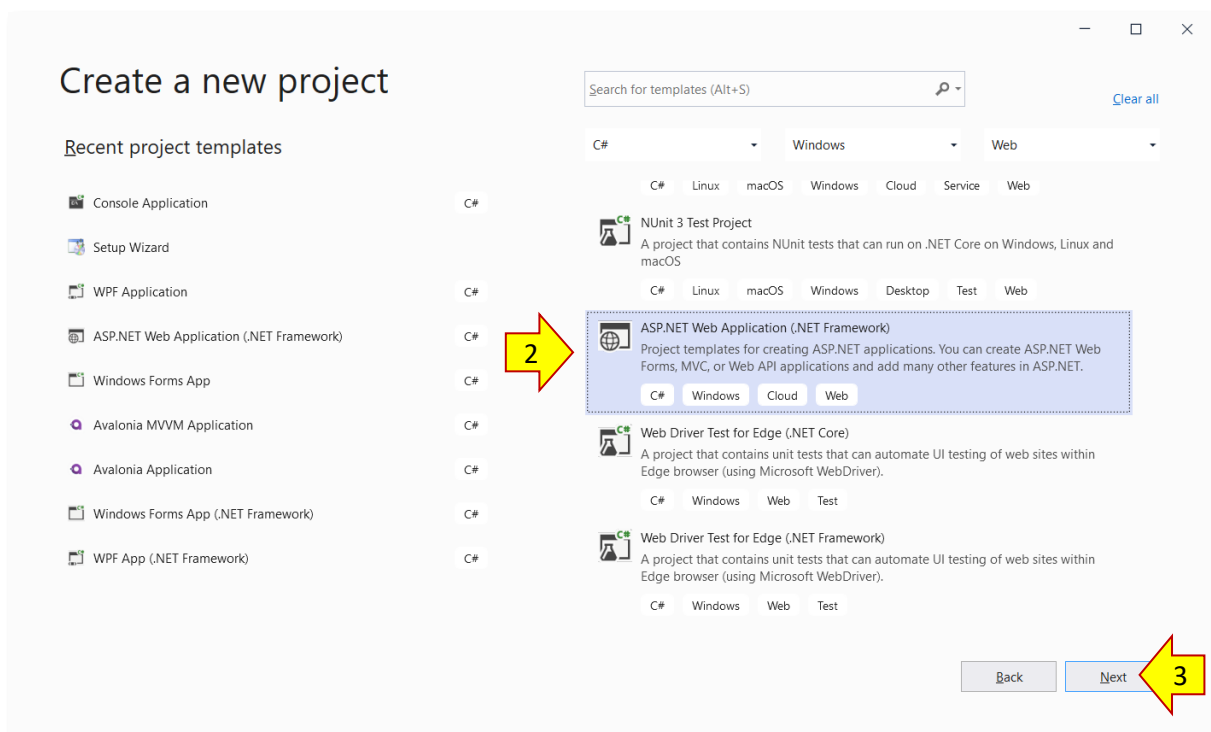 Create a new project
Search for templates (Alt+S)
Clear all
Recent project templates
C# Windows Web
Console Application C#
Setup Wizard
WPF Application C#
ASP.NET Web Application (.NET Framework) C#
Windows Forms App C#
Avalonia MVVM Application C#
Avalonia Application C#
Windows Forms App (.NET Framework) C#
WPF App (.NET Framework) C#
C# Linux macOS Windows Cloud Service Web
C#
NUnit 3 Test Project
A project that contains NUnit tests that can run on .NET Core on Windows, Linux and
macOS
C# Linux macOS Windows Desktop Test Web
2
ASP.NET Web Application (.NET Framework)
Project templates for creating ASP.NET applications. You can create ASP.NET Web
Forms, MVC, or Web API applications and add many other features in ASP.NET.
C# Windows Cloud Web
C#
Web Driver Test for Edge (.NET Core)
A project that contains unit tests that can automate UI testing of web sites within
Edge browser (using Microsoft WebDriver).
C# Windows Web Test
C#
Web Driver Test for Edge (.NET Framework)
A project that contains unit tests that can automate UI testing of web sites within
Edge browser (using Microsoft WebDriver).
C# Windows Web Test
Back Next 3